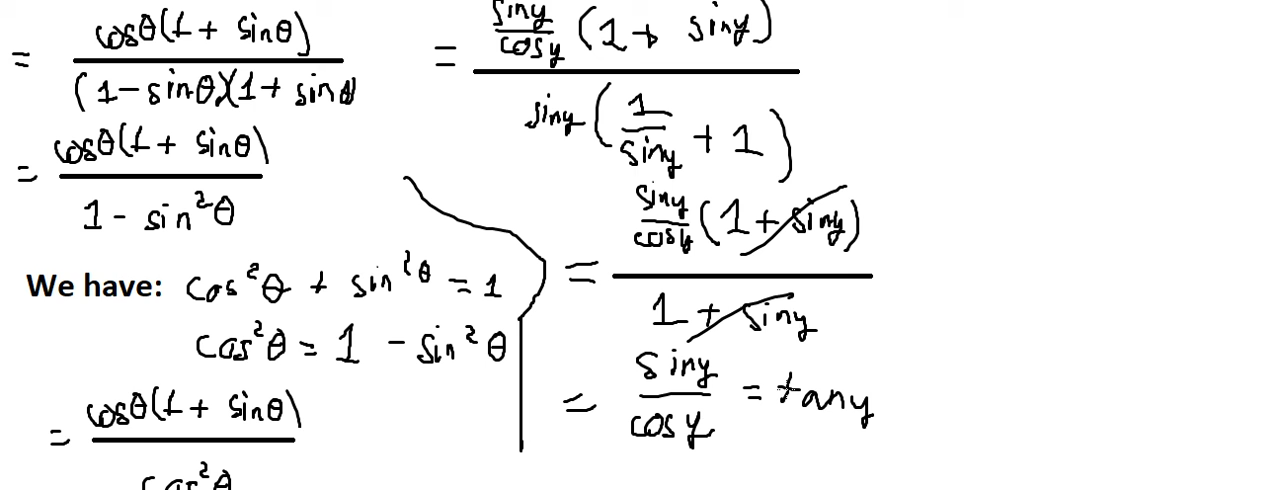 = cosθ(1 + sinθ) / (1 - sinθ)(1 + sinθ)
= cosθ(1 + sinθ) / 1 - sin²θ
We have: cos²θ + sin²θ = 1
cos²θ = 1 - sin²θ
= cosθ(1 + sinθ) / cos²θ
= siny/cosy (1 + siny) / siny(1/siny + 1)
= siny/cosy (1 + siny) / 1 + siny
= siny/cosy = tany